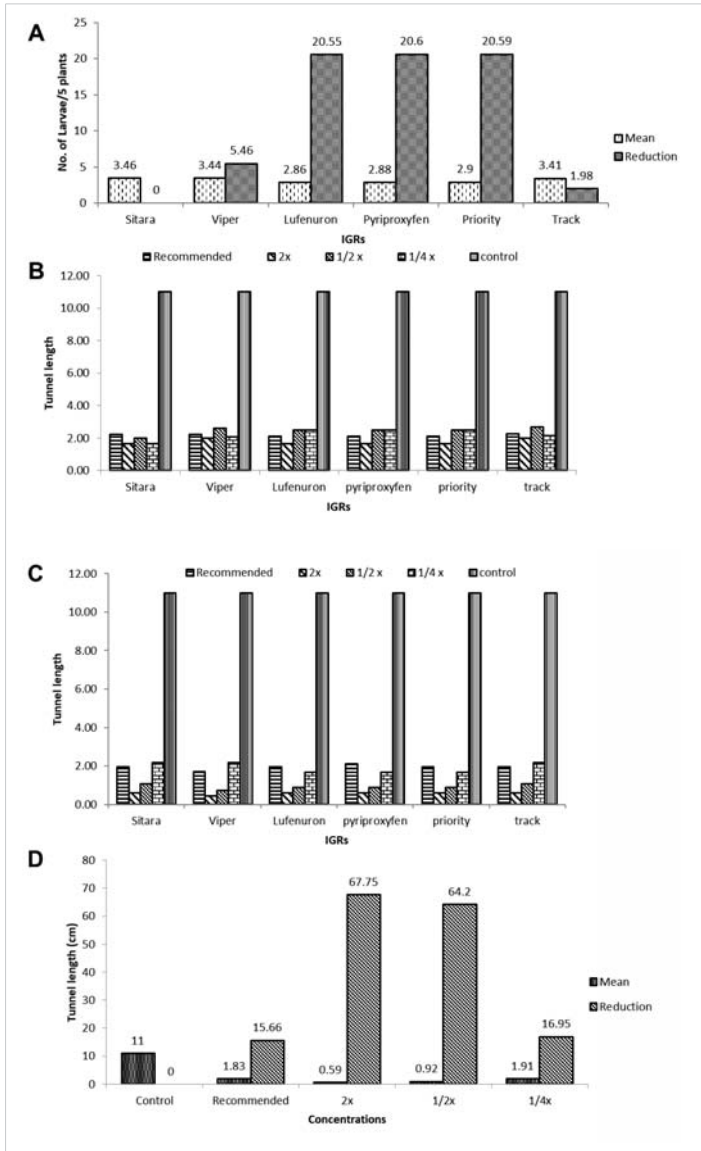 A
No. of Larvae/5 plants
25
20
15
10
5
0
3.46
0
3.44
5.46
2.86
20.55
2.88
20.6
2.9
20.59
3.41
1.98
Mean
Reduction
Sitara Viper Lufenuron Pyriproxyfen Priority Track
IGRs
B
Recommended 2x 1/2 x 1/4 x control
Tunnel length
12.00
10.00
8.00
6.00
4.00
2.00
0.00
Sitara Viper Lufenuron pyriproxyfen priority track
IGRs
C
Recommended 2x 1/2 x 1/4 x control
Tunnel length
12.00
10.00
8.00
6.00
4.00
2.00
0.00
Sitara Viper Lufenuron pyriproxyfen priority track
IGRs
D
Tunnel length (cm)
80
70
60
50
40
30
20
10
0
11
0
1.83
15.66
0.59
67.75
0.92
64.2
1.91
16.95
Mean
Reduction
Control Recommended 2x 1/2x 1/4x
Concentrations